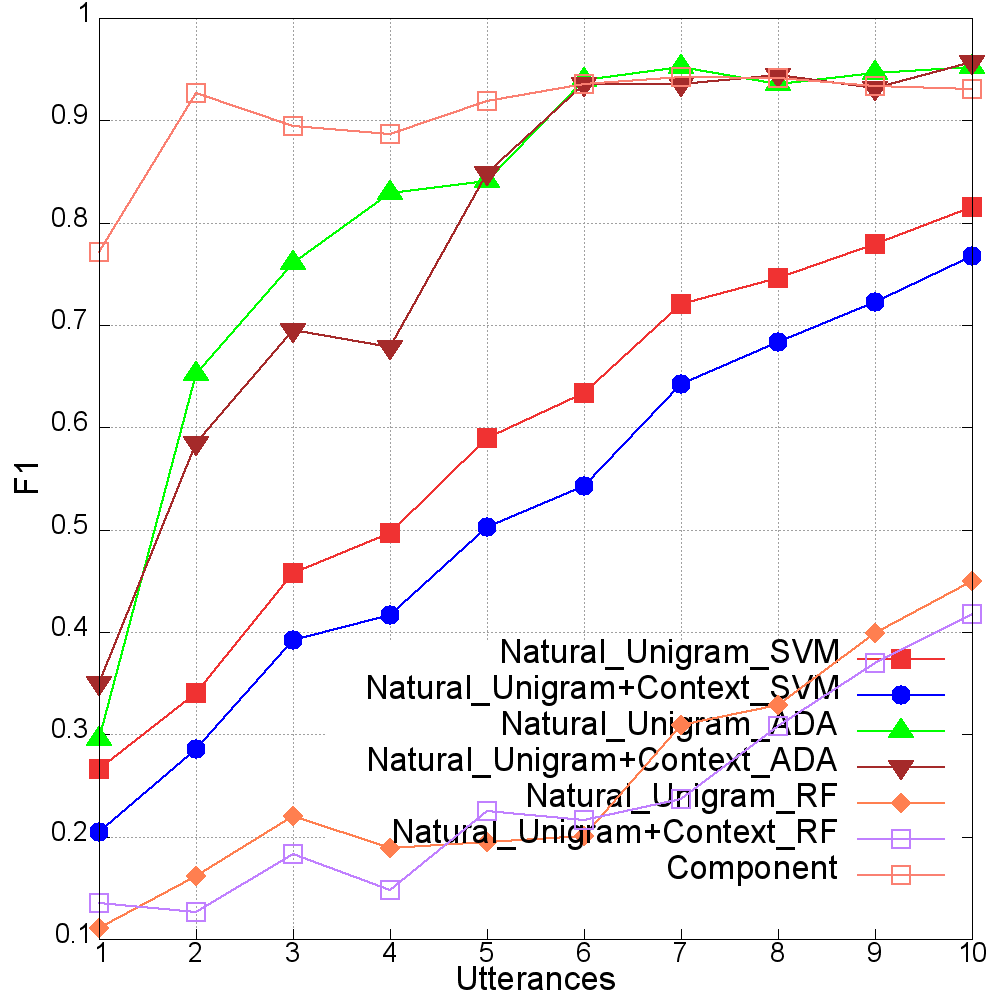 1
0.9
0.8
0.7
0.6
0.5
0.4
0.3
0.2
0.1
F1
Natural_Unigram_SVM
Natural_Unigram+Context_SVM
Natural_Unigram_ADA
Natural_Unigram+Context_ADA
Natural_Unigram_RF
Natural_Unigram+Context_RF
Component
1 2 3 4 5 6 7 8 9 10
Utterances